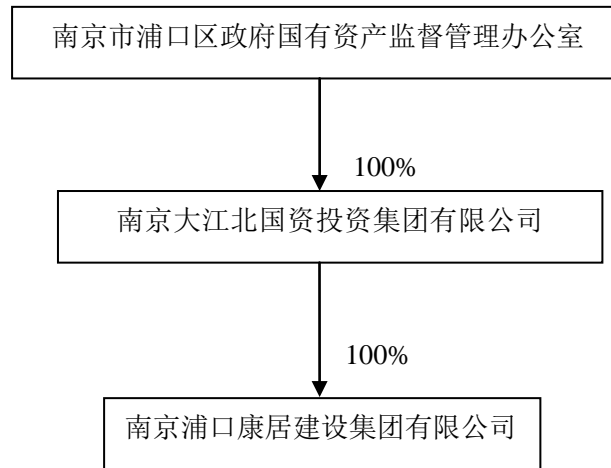 南京市浦口区政府国有资产监督管理办公室
100%
南京大江北国资投资集团有限公司
100%
南京浦口康居建设集团有限公司